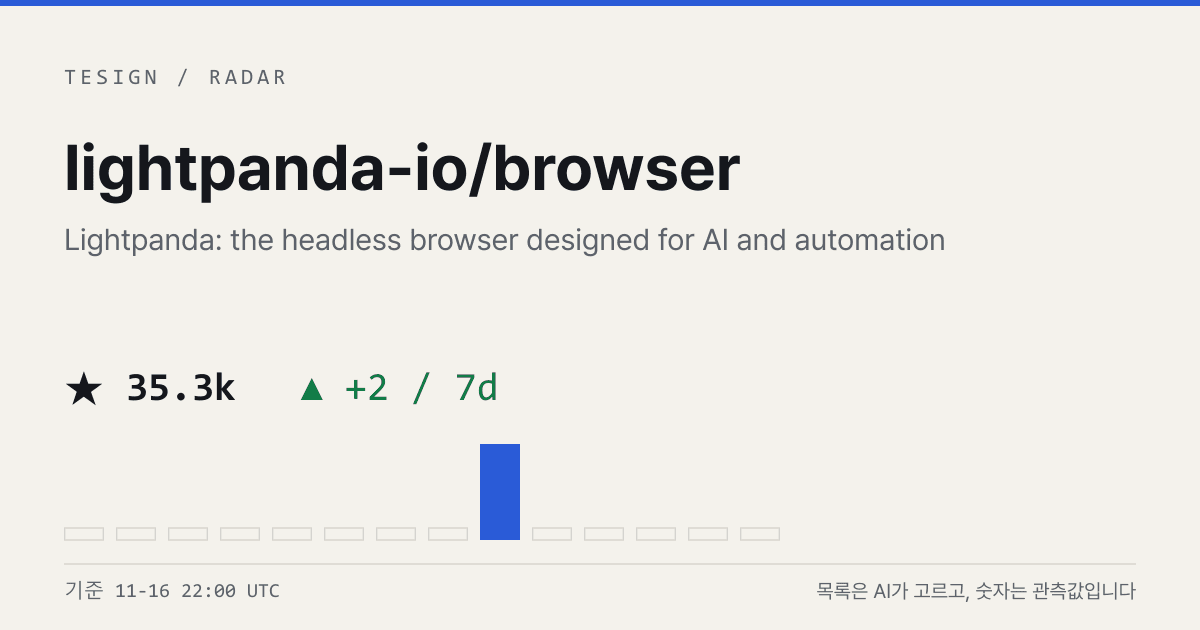 TESIGN / RADAR
lightpanda-io/browser
Lightpanda: the headless browser designed for AI and automation
★ 35.3k ▲ +2 / 7d
기준 11-16 22:00 UTC
목록은 AI가 고르고, 숫자는 관측값입니다